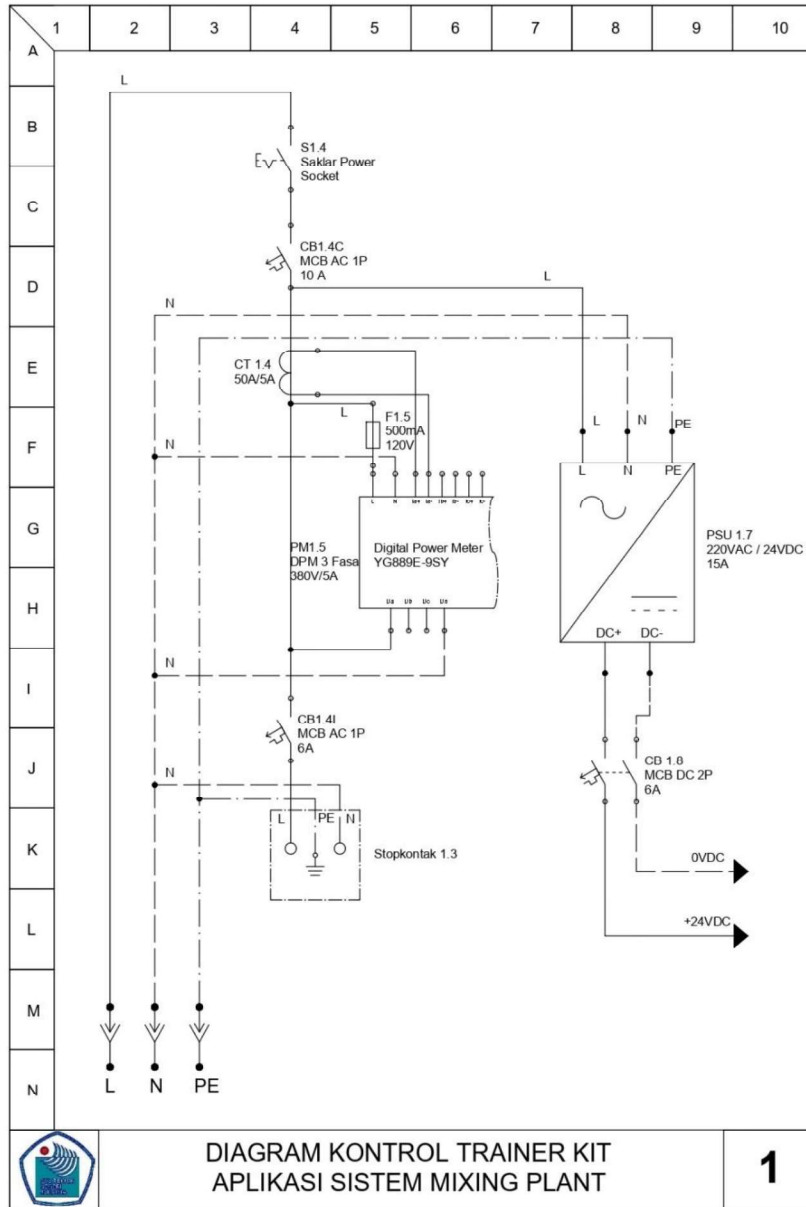 1 2 3 4 5 6 7 8 9 10
A
B
C
D
E
F
G
H
I
J
K
L
M
N
L
S1.4
Saklar Power
Socket
CB1.4C
MCB AC 1P
10 A
L
N
CT 1.4
50A/5A
L
F1.5
500mA
120V
N
L N PE
L N PE
PSU 1.7
220VAC / 24VDC
15A
DC+ DC-
L N
PM1.5
DPM 3 Fasa
380V/5A
Digital Power Meter
YG889E-9SY
Ua Ub Uc Un
N
CB1.4I
MCB AC 1P
6A
N
L PE N
Stopkontak 1.3
CB 1.8
MCB DC 2P
6A
0VDC
+24VDC
L N PE
DIAGRAM KONTROL TRAINER KIT
APLIKASI SISTEM MIXING PLANT
1